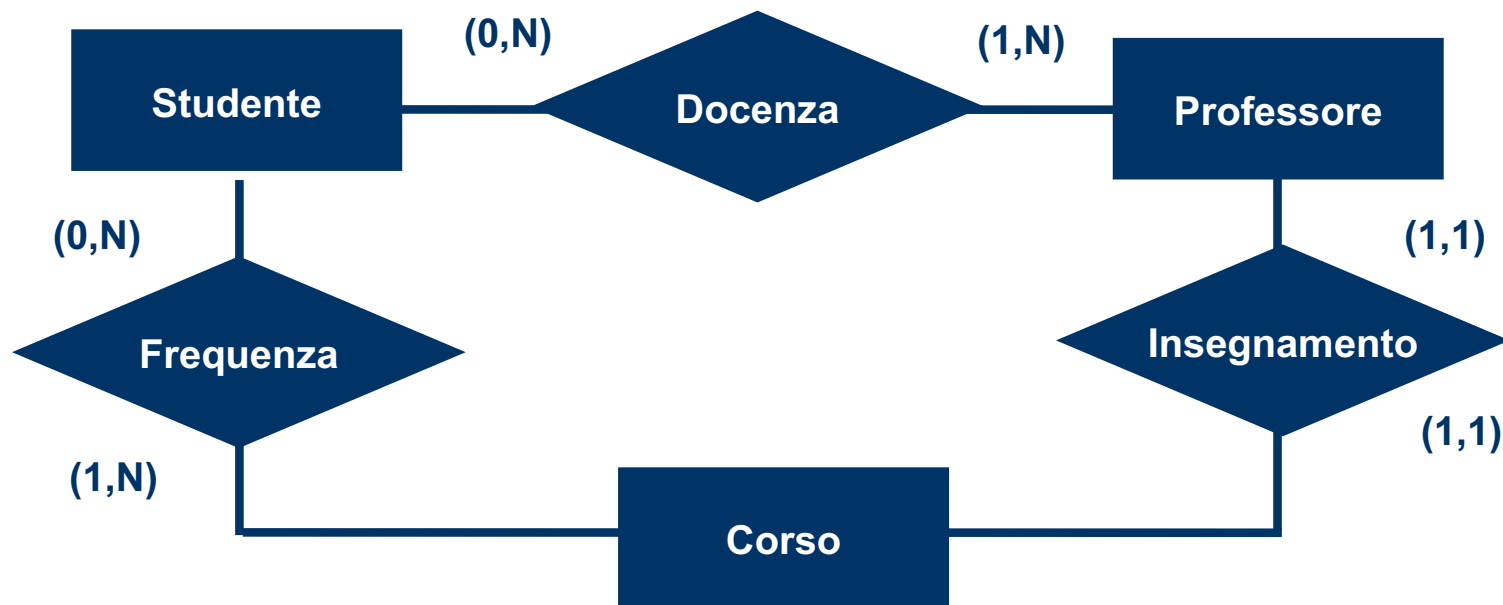 (0,N)
(1,N)
Studente
Docenza
Professore
(0,N)
(1,1)
Frequenza
Insegnamento
(1,N)
(1,1)
Corso